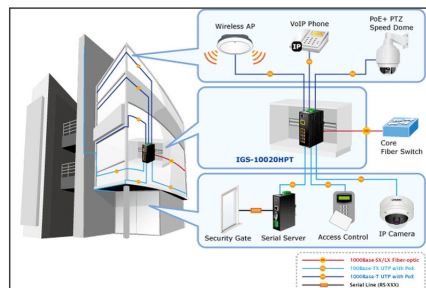 Wireless AP
VoIP Phone
PoE+ PTZ
Speed Dome
IP
IGS-10020HPT
Core
Fiber Switch
Security Gate
Serial Server
Access Control
IP Camera
1000Base-SX/LX Fiber-optic
100Base-TX UTP with PoE
1000Base-T UTP with PoE
Serial Line (RS-XXX)